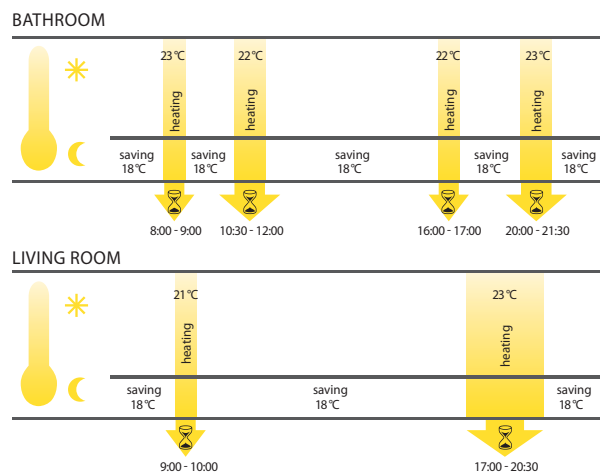 BATHROOM
23°C 22°C 22°C 23°C
heating heating heating heating
saving saving saving saving saving
18°C 18°C 18°C 18°C 18°C
8:00 - 9:00 10:30 - 12:00 16:00 - 17:00 20:00 - 21:30
LIVING ROOM
21°C 23°C
heating heating
saving saving saving
18°C 18°C 18°C
9:00 - 10:00 17:00 - 20:30